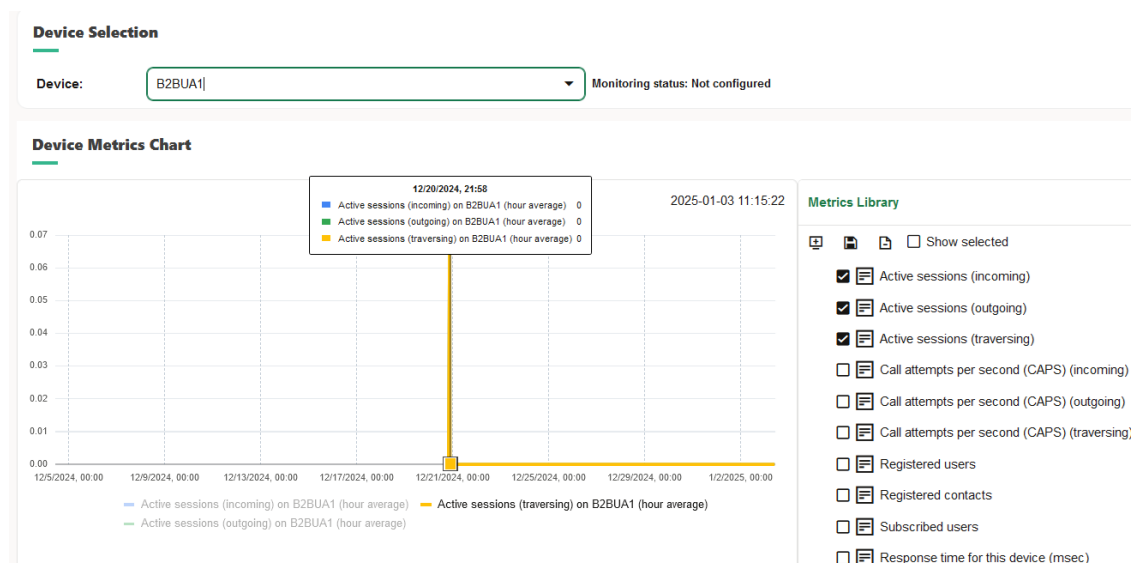 Device Selection
Device: B2BUA1 Monitoring status: Not configured
Device Metrics Chart
12/20/2024, 21:58
Active sessions (incoming) on B2BUA1 (hour average) 0
Active sessions (outgoing) on B2BUA1 (hour average) 0
Active sessions (traversing) on B2BUA1 (hour average) 0
2025-01-03 11:15:22
0.07
0.06
0.05
0.04
0.03
0.02
0.01
0.00
12/5/2024, 00:00 12/9/2024, 00:00 12/13/2024, 00:00 12/17/2024, 00:00 12/21/2024, 00:00 12/25/2024, 00:00 12/29/2024, 00:00 1/2/2025, 00:00
Active sessions (incoming) on B2BUA1 (hour average) Active sessions (traversing) on B2BUA1 (hour average)
Active sessions (outgoing) on B2BUA1 (hour average)
Metrics Library
Show selected
Active sessions (incoming)
Active sessions (outgoing)
Active sessions (traversing)
Call attempts per second (CAPS) (incoming)
Call attempts per second (CAPS) (outgoing)
Call attempts per second (CAPS) (traversing)
Registered users
Registered contacts
Subscribed users
Response time for this device (msec)